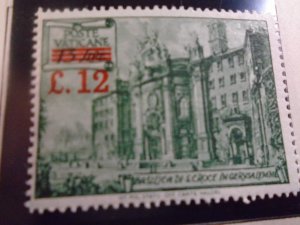 POSTE
VATICANE
£.12
BASILICA DI S.CROCE IN GERUSALEMME